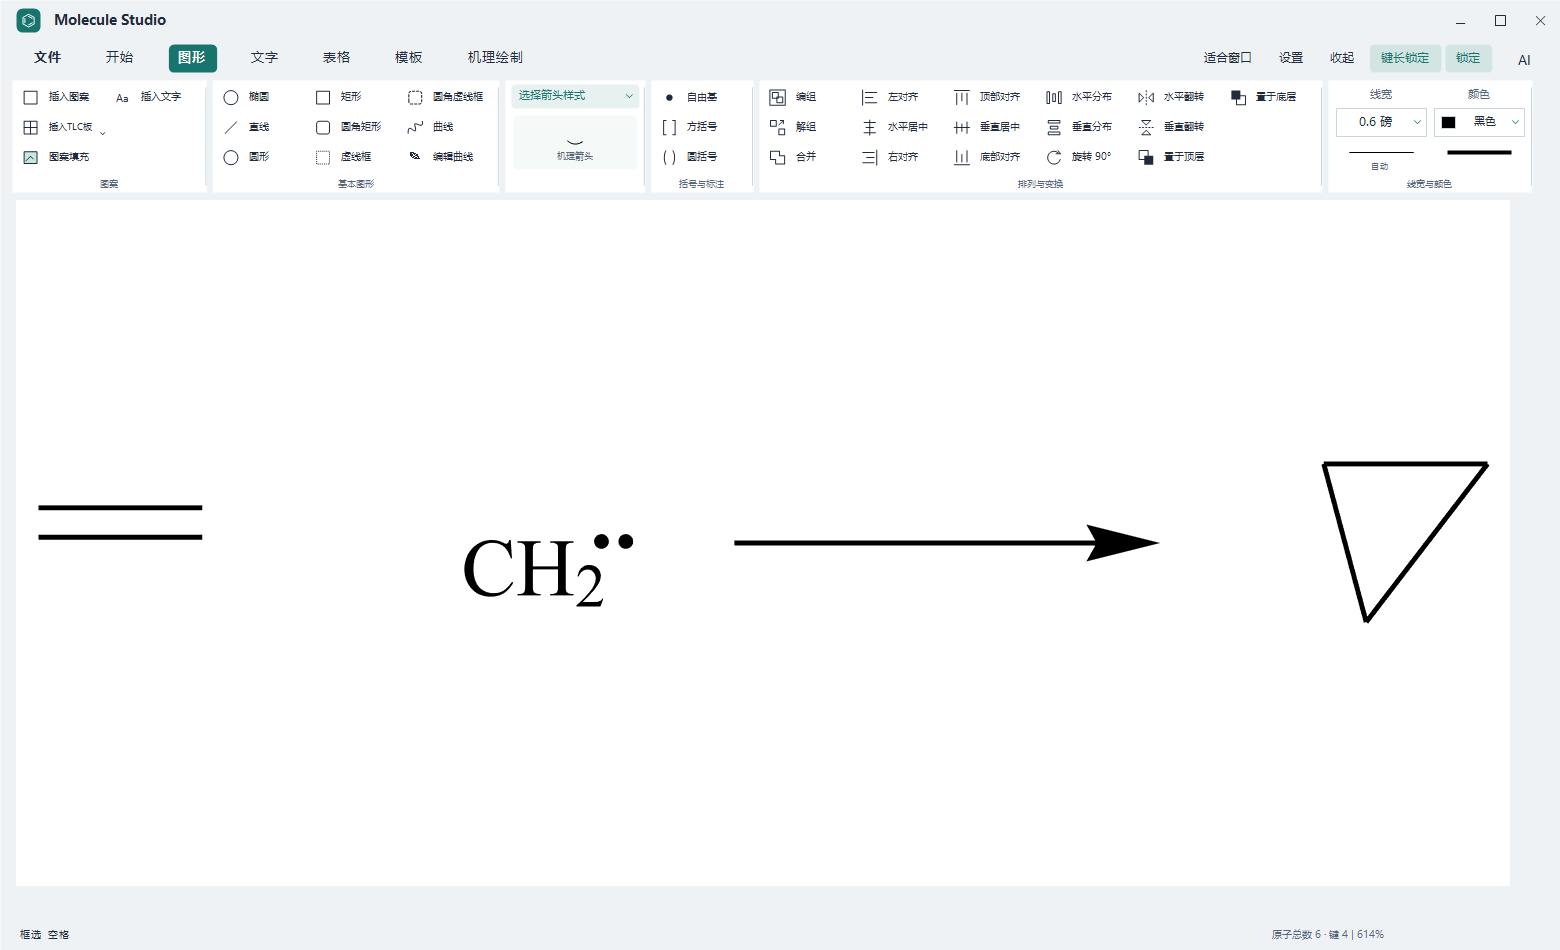 Molecule Studio
文件 开始 图形 文字 表格 模板 机理绘制 适合窗口 设置 收起 键长锁定 锁定 AI
插入图案 Aa 插入文字
插入TLC板
图案填充
图案
椭圆 矩形 圆角虚线框
直线 圆角矩形 曲线
圆形 虚线框 编辑曲线
基本图形
选择箭头样式
机理箭头
自由基
方括号
圆括号
括号与标注
编组 左对齐 顶部对齐 水平分布 水平翻转 置于底层
解组 水平居中 垂直居中 垂直分布 垂直翻转
合并 右对齐 底部对齐 旋转 90° 置于顶层
排列与变换
线宽 颜色
0.6 磅 黑色
自动
线宽与颜色
CH2
框选 空格
原子总数 6 · 键 4 | 614%